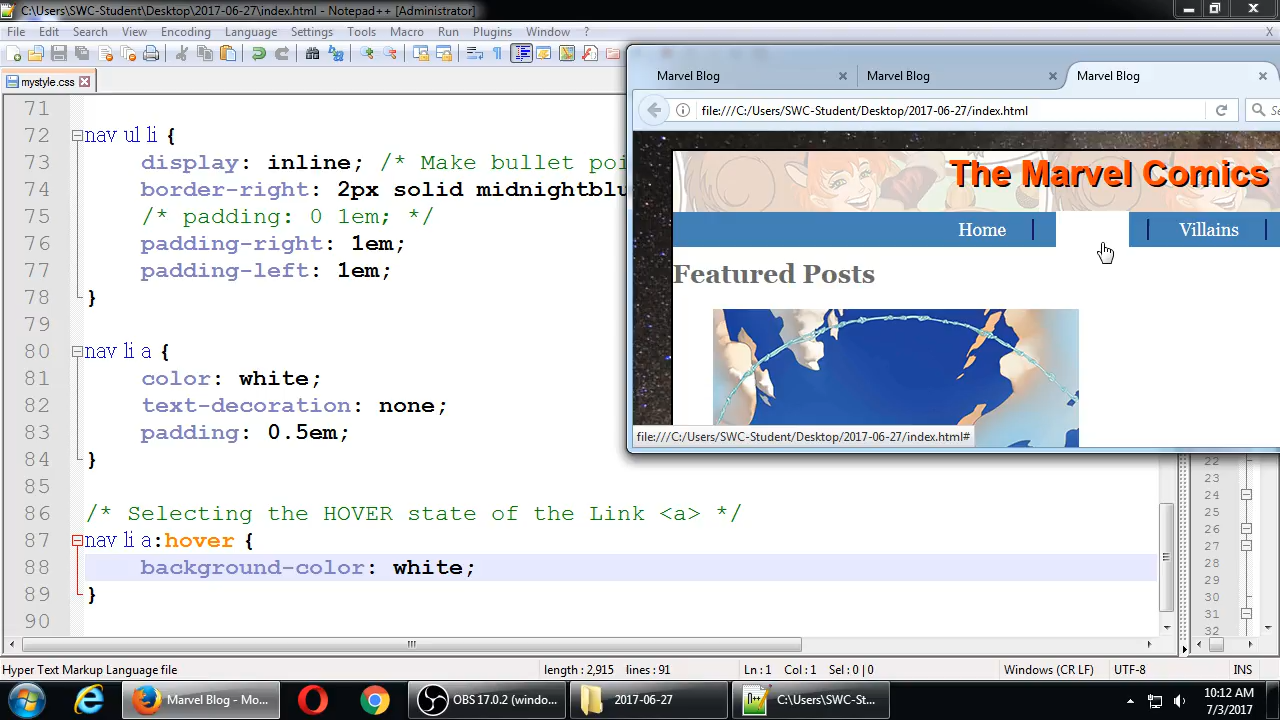 C:\Users\SWC-Student\Desktop\2017-06-27\index.html - Notepad++ [Administrator]
File Edit Search View Encoding Language Settings Tools Macro Run Plugins Window ?
X
mystyle.css
71
72 nav ul li {
73 display: inline; /* Make bullet poi
74 border-right: 2px solid midnightblu
75 /* padding: 0 1em; */
76 padding-right: 1em;
77 padding-left: 1em;
78 }
79
80 nav li a {
81 color: white;
82 text-decoration: none;
83 padding: 0.5em;
84 }
85
86 /* Selecting the HOVER state of the Link <a> */
87 nav li a:hover {
88 background-color: white;
89 }
90
Marvel Blog Marvel Blog Marvel Blog
file:///C:/Users/SWC-Student/Desktop/2017-06-27/index.html
Se
The Marvel Comics
Home Villains
Featured Posts
file:///C:/Users/SWC-Student/Desktop/2017-06-27/index.html#
22
23
24
25
26
27
28
29
30
31
32
Hyper Text Markup Language file length : 2,915 lines : 91 Ln : 1 Col : 1 Sel : 0 | 0 Windows (CR LF) UTF-8 INS
Marvel Blog - Mo... OBS 17.0.2 (windo... 2017-06-27 C:\Users\SWC-St... 10:12 AM
7/3/2017